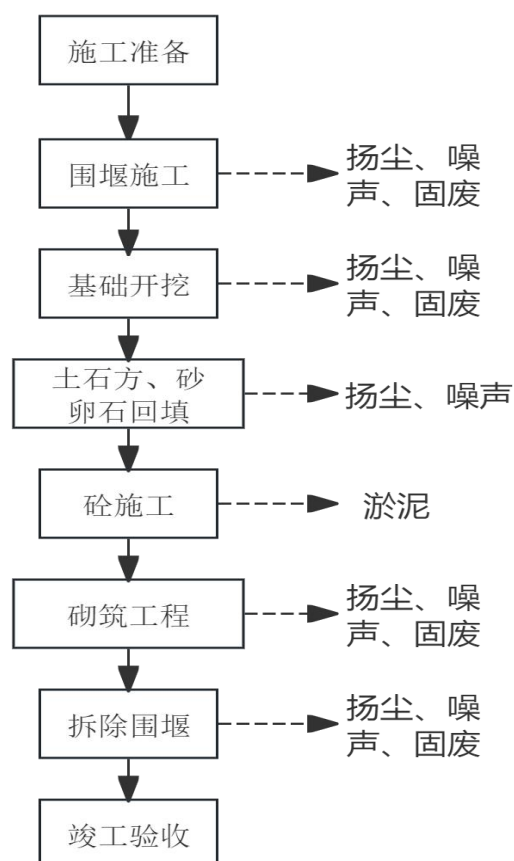 施工准备
围堰施工
扬尘、噪
声、固废
基础开挖
扬尘、噪
声、固废
土石方、砂
卵石回填
扬尘、噪声
砼施工
淤泥
砌筑工程
扬尘、噪
声、固废
拆除围堰
扬尘、噪
声、固废
竣工验收